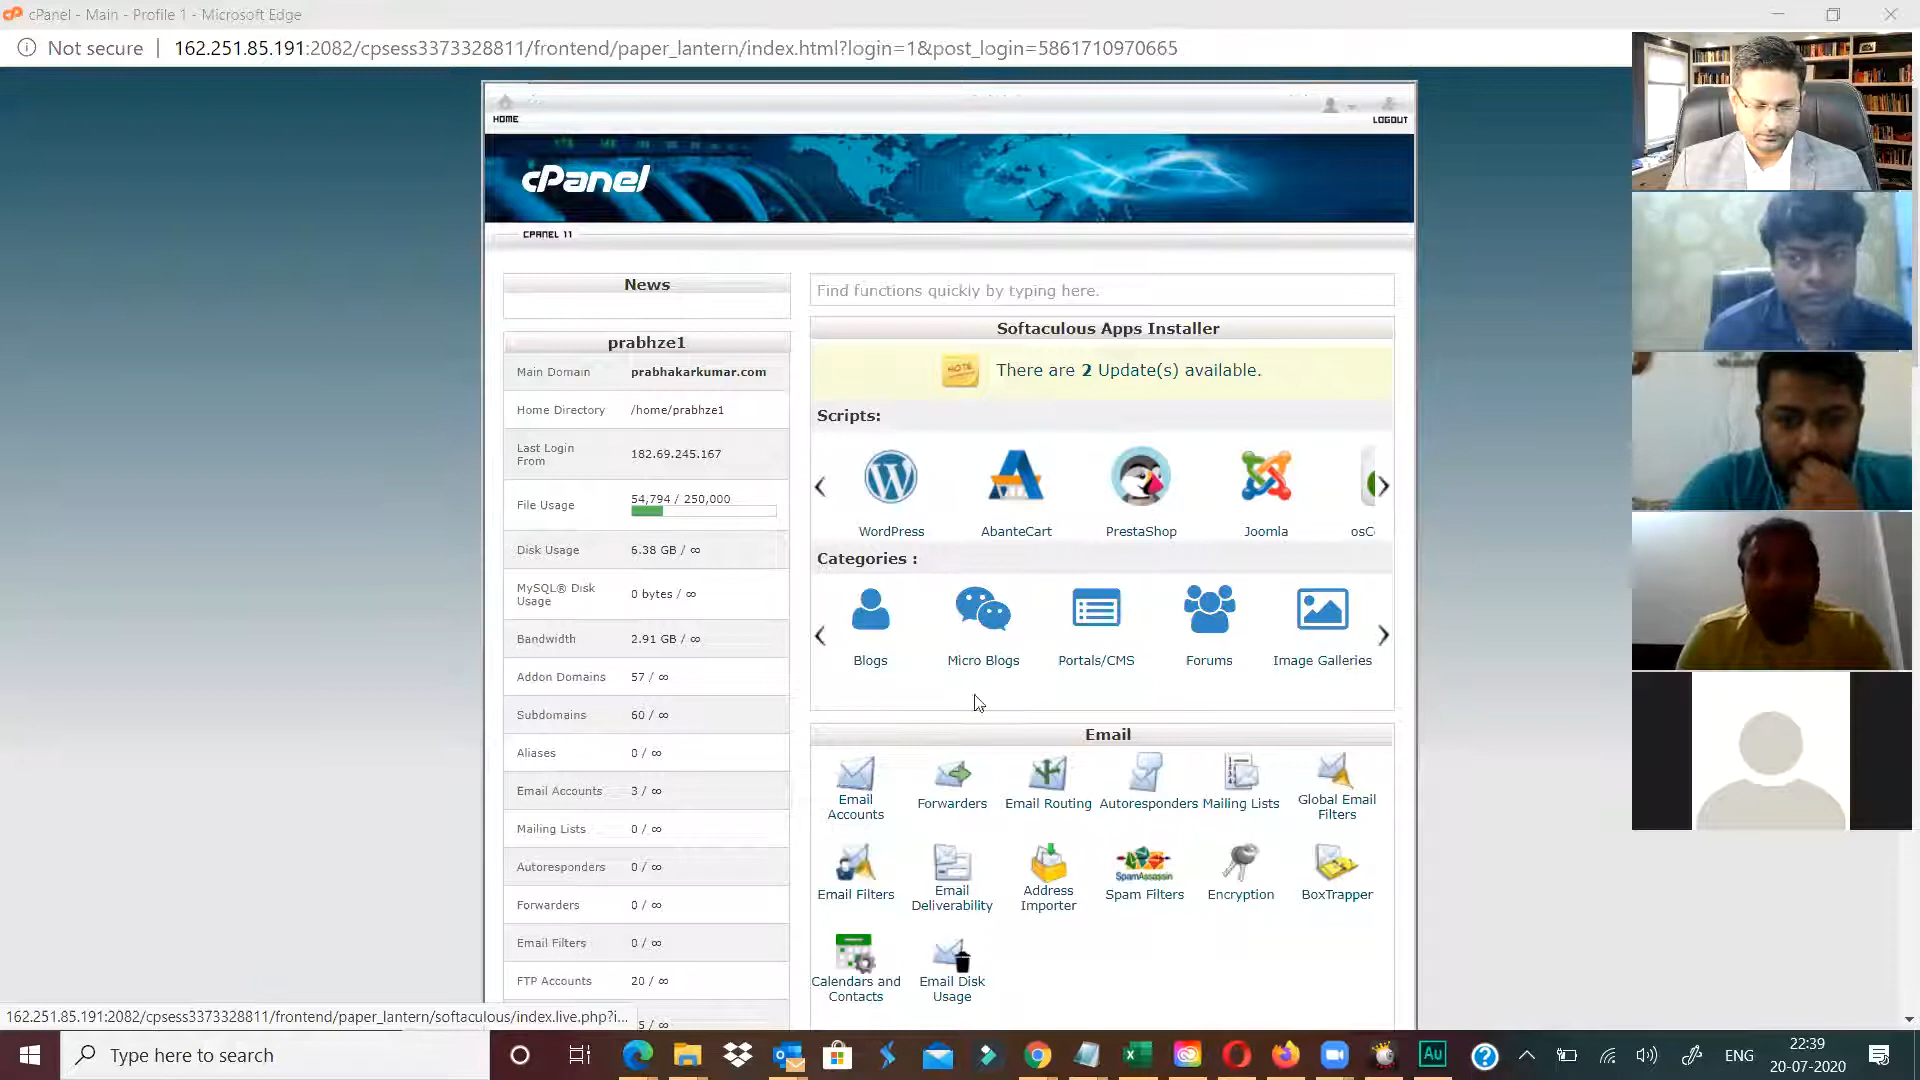 cPanel - Main - Profile 1 - Microsoft Edge
Not secure | 162.251.85.191:2082/cpsess3373328811/frontend/paper_lantern/index.html?login=1&post_login=5861710970665
HOME
LOGOUT
cPanel
CPANEL 11
News
prabhze1
Main Domain prabhakarkumar.com
Home Directory /home/prabhze1
Last Login From 182.69.245.167
File Usage 54,794 / 250,000
Disk Usage 6.38 GB / ∞
MySQL® Disk Usage 0 bytes / ∞
Bandwidth 2.91 GB / ∞
Addon Domains 57 / ∞
Subdomains 60 / ∞
Aliases 0 / ∞
Email Accounts 3 / ∞
Mailing Lists 0 / ∞
Autoresponders 0 / ∞
Forwarders 0 / ∞
Email Filters 0 / ∞
FTP Accounts 20 / ∞
5 / ∞
Find functions quickly by typing here.
Softaculous Apps Installer
NOTE
There are 2 Update(s) available.
Scripts:
WordPress AbanteCart PrestaShop Joomla osC
Categories :
Blogs Micro Blogs Portals/CMS Forums Image Galleries
Email
Email Accounts
Forwarders
Email Routing
Autoresponders
Mailing Lists
Global Email Filters
Email Filters
Email Deliverability
Address Importer
SpamAssassin
Spam Filters
Encryption
BoxTrapper
Calendars and Contacts
Email Disk Usage
162.251.85.191:2082/cpsess3373328811/frontend/paper_lantern/softaculous/index.live.php?i...
Type here to search
Au
ENG
22:39
20-07-2020